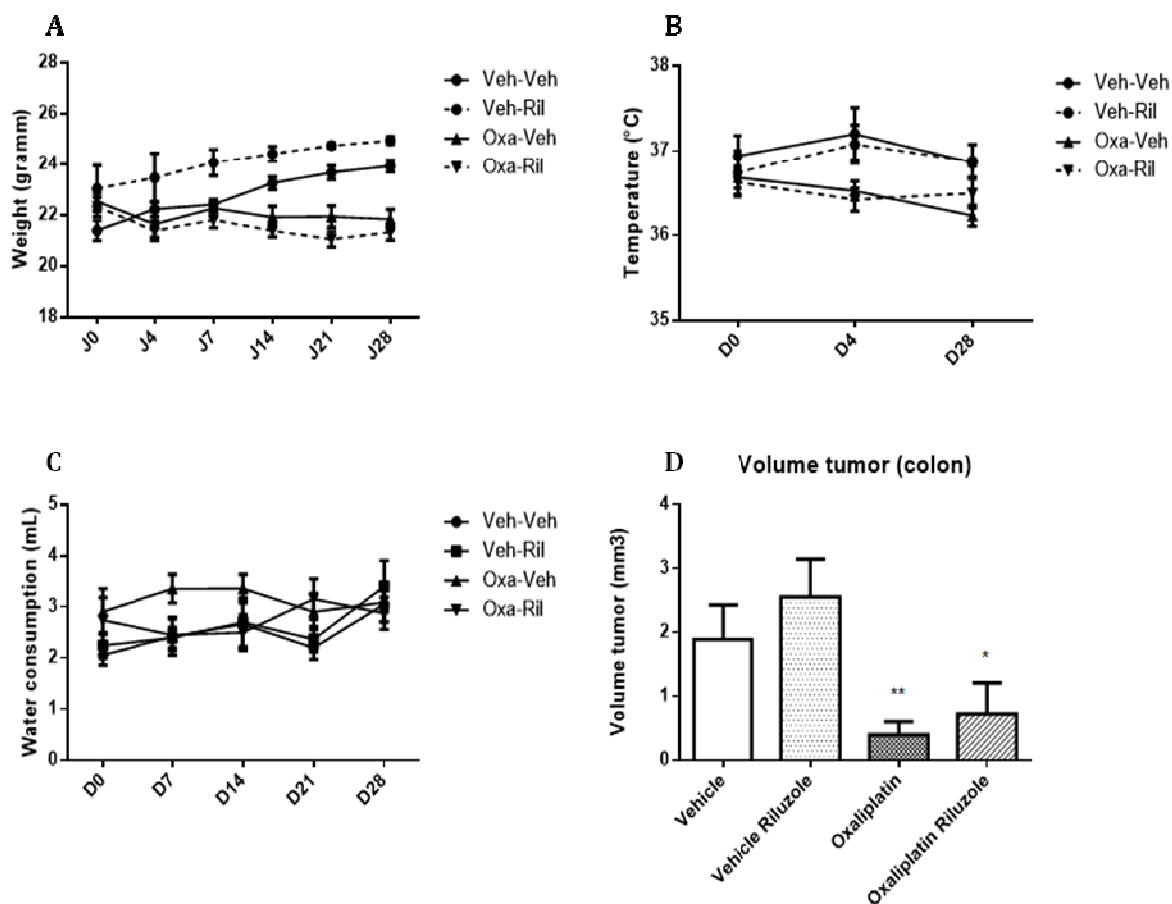 A
28
26
24
22
20
18
Weight (gramm)
J0
J4
J7
J14
J21
J28
Veh-Veh
Veh-Ril
Oxa-Veh
Oxa-Ril
B
38
37
36
35
Temperature (°C)
D0
D4
D28
Veh-Veh
Veh-Ril
Oxa-Veh
Oxa-Ril
C
5
4
3
2
1
0
Water consumption (mL)
D0
D7
D14
D21
D28
Veh-Veh
Veh-Ril
Oxa-Veh
Oxa-Ril
D
Volume tumor (colon)
4
3
2
1
0
Volume tumor (mm3)
**
*
Vehicle
Vehicle Riluzole
Oxaliplatin
Oxaliplatin Riluzole